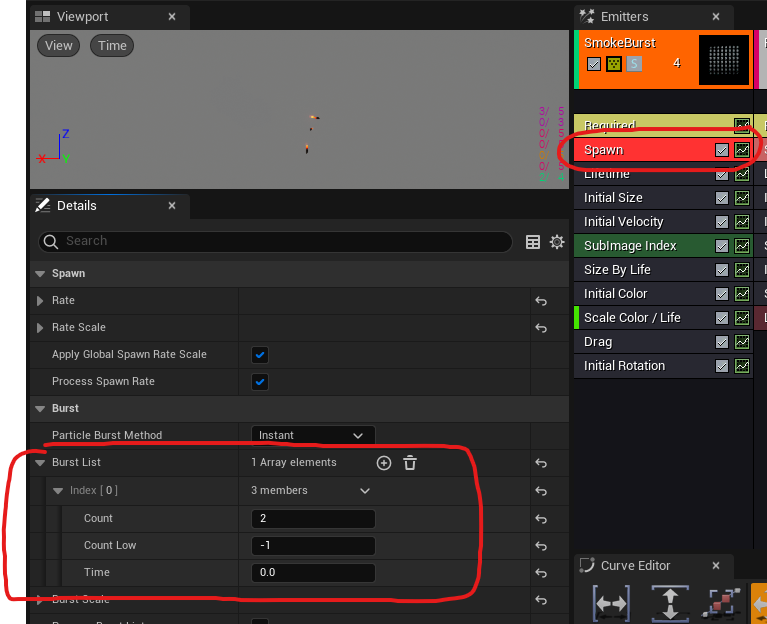 Viewport
View
Time
3/ S
Z
X
Y
Details
Search
Spawn
Rate
Rate Scale
Apply Global Spawn Rate Scale
Process Spawn Rate
Burst
Particle Burst Method
Instant
Burst List
1 Array elements
Index [ 0 ]
3 members
Count
2
Count Low
-1
Time
0.0
Burst Scale
Emitters
SmokeBurst
S
4
Required
Spawn
Lifetime
Initial Size
Initial Velocity
SubImage Index
Size By Life
Initial Color
Scale Color / Life
Drag
Initial Rotation
Curve Editor